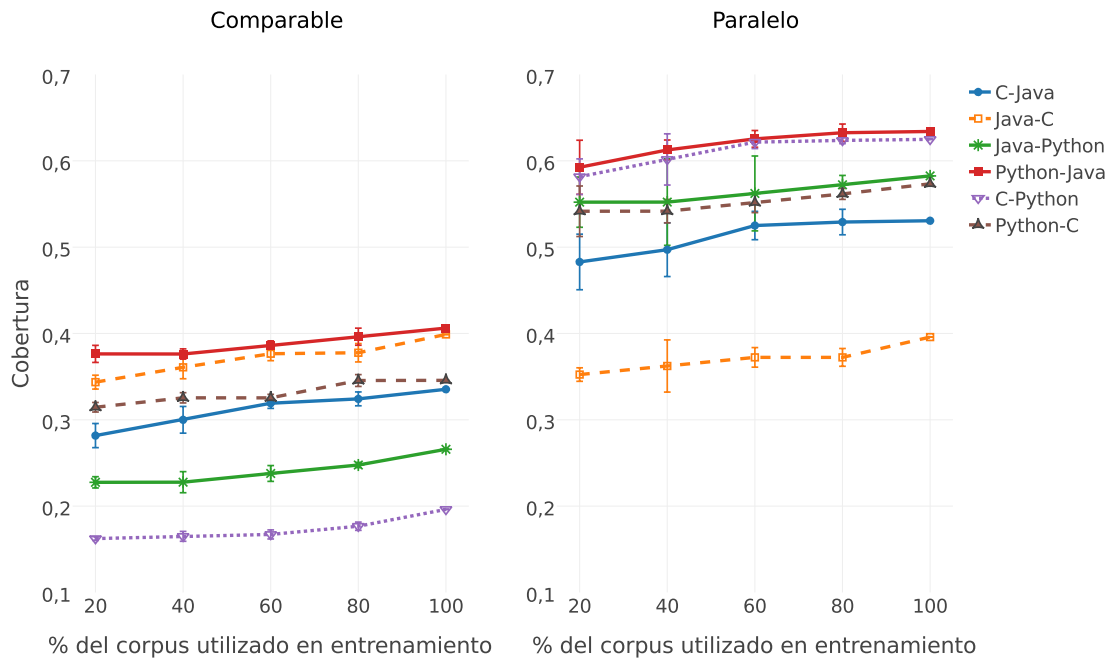 Comparable
Paralelo
0,7
0,6
0,5
0,4
0,3
0,2
0,1
Cobertura
20 40 60 80 100
% del corpus utilizado en entrenamiento
0,7
0,6
0,5
0,4
0,3
0,2
0,1
20 40 60 80 100
% del corpus utilizado en entrenamiento
C-Java
Java-C
Java-Python
Python-Java
C-Python
Python-C